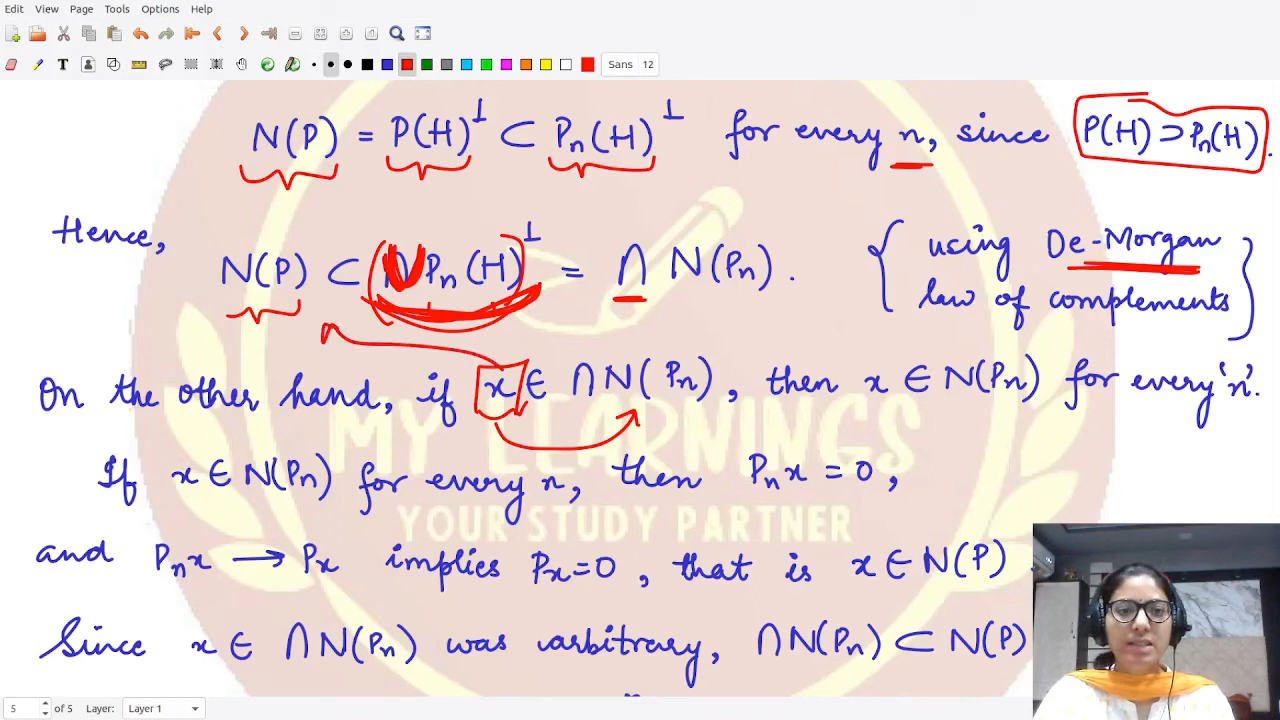 Edit View Page Tools Options Help
Sans 12
N(P) = P(H)^⊥ ⊂ P_n(H)^⊥ for every n, since P(H) ⊃ P_n(H).
Hence,
N(P) ⊂ (∪ P_n(H))^⊥ = ∩ N(P_n). { using De-Morgan
law of complements }
On the other hand, if x ∈ ∩ N(P_n), then x ∈ N(P_n) for every 'n'.
If x ∈ N(P_n) for every n, then P_n x = 0,
and P_n x → Px implies Px = 0, that is x ∈ N(P)
Since x ∈ ∩ N(P_n) was arbitrary, ∩ N(P_n) ⊂ N(P)
MY LEARNINGS
YOUR STUDY PARTNER
5 of 5 Layer: Layer 1